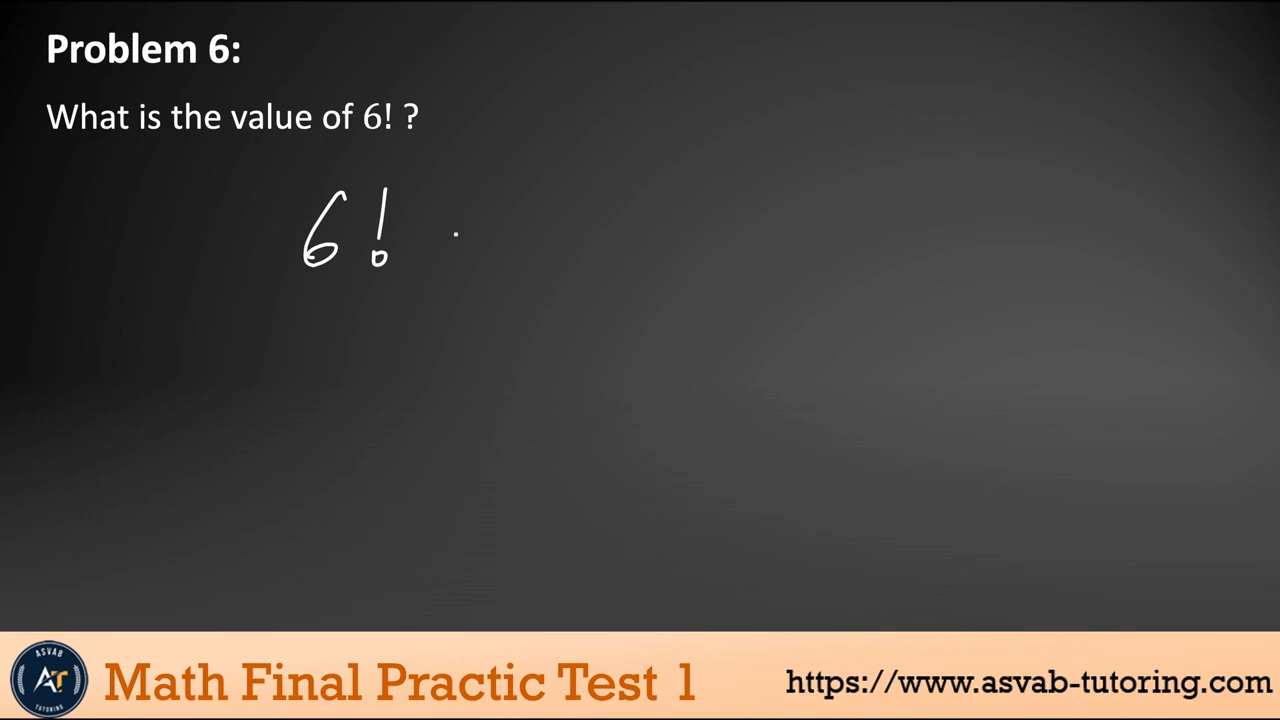 Problem 6:
What is the value of 6! ?
6!
ASVAB
AT
TUTORING
Math Final Practic Test 1
https://www.asvab-tutoring.com